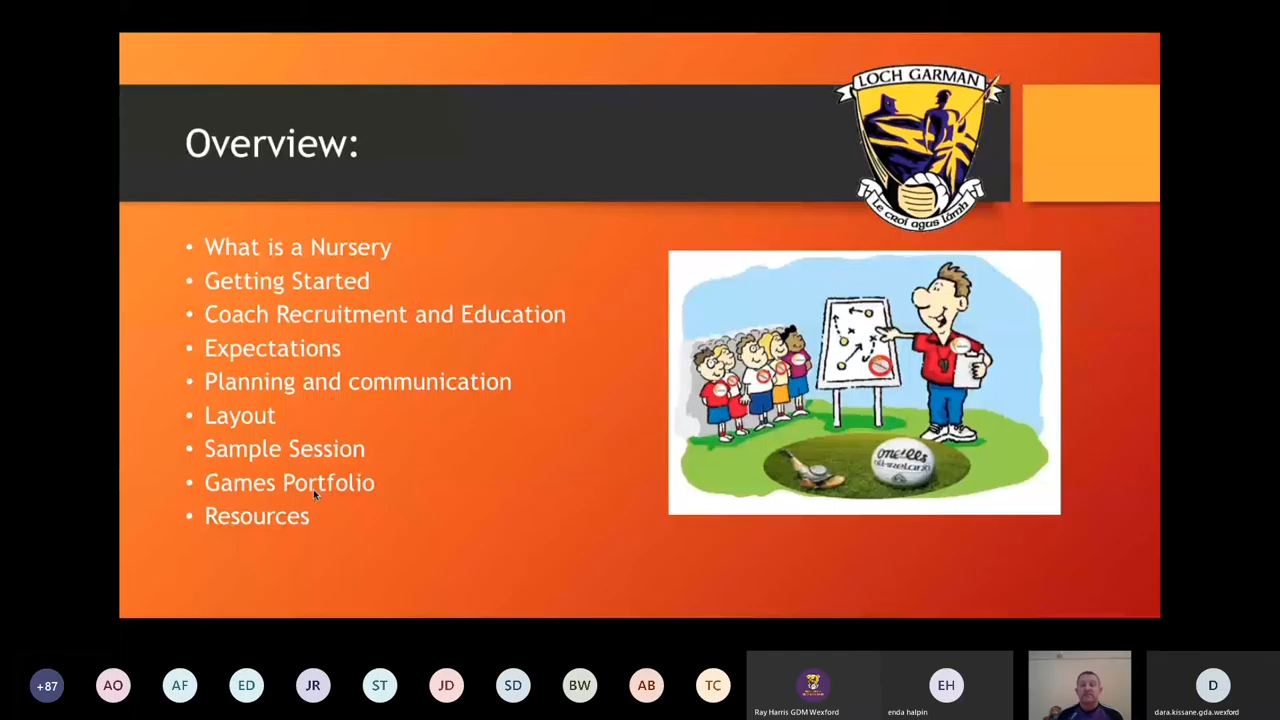 LOCH GARMAN
Le croí agus lámh
Overview:
• What is a Nursery
• Getting Started
• Coach Recruitment and Education
• Expectations
• Planning and communication
• Layout
• Sample Session
• Games Portfolio
• Resources
oneills
+87
AO
AF
ED
JR
ST
JD
SD
BW
AB
TC
Ray Harris GDM Wexford
EH
enda halpin
D
dara.kissane.gda.wexford